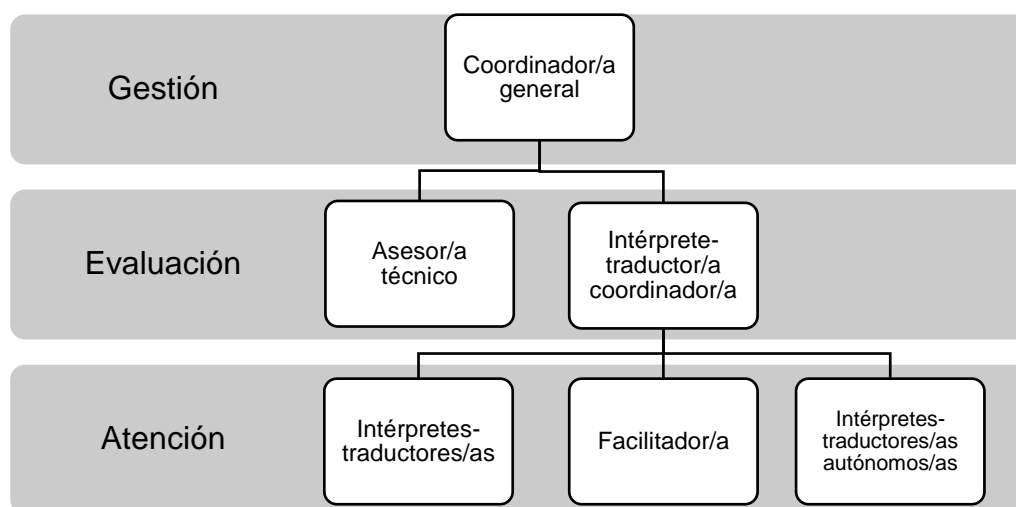 Gestión
Coordinador/a
general
Evaluación
Asesor/a
técnico
Intérprete-
traductor/a
coordinador/a
Atención
Intérpretes-
traductores/as
Facilitador/a
Intérpretes-
traductores/as
autónomos/as